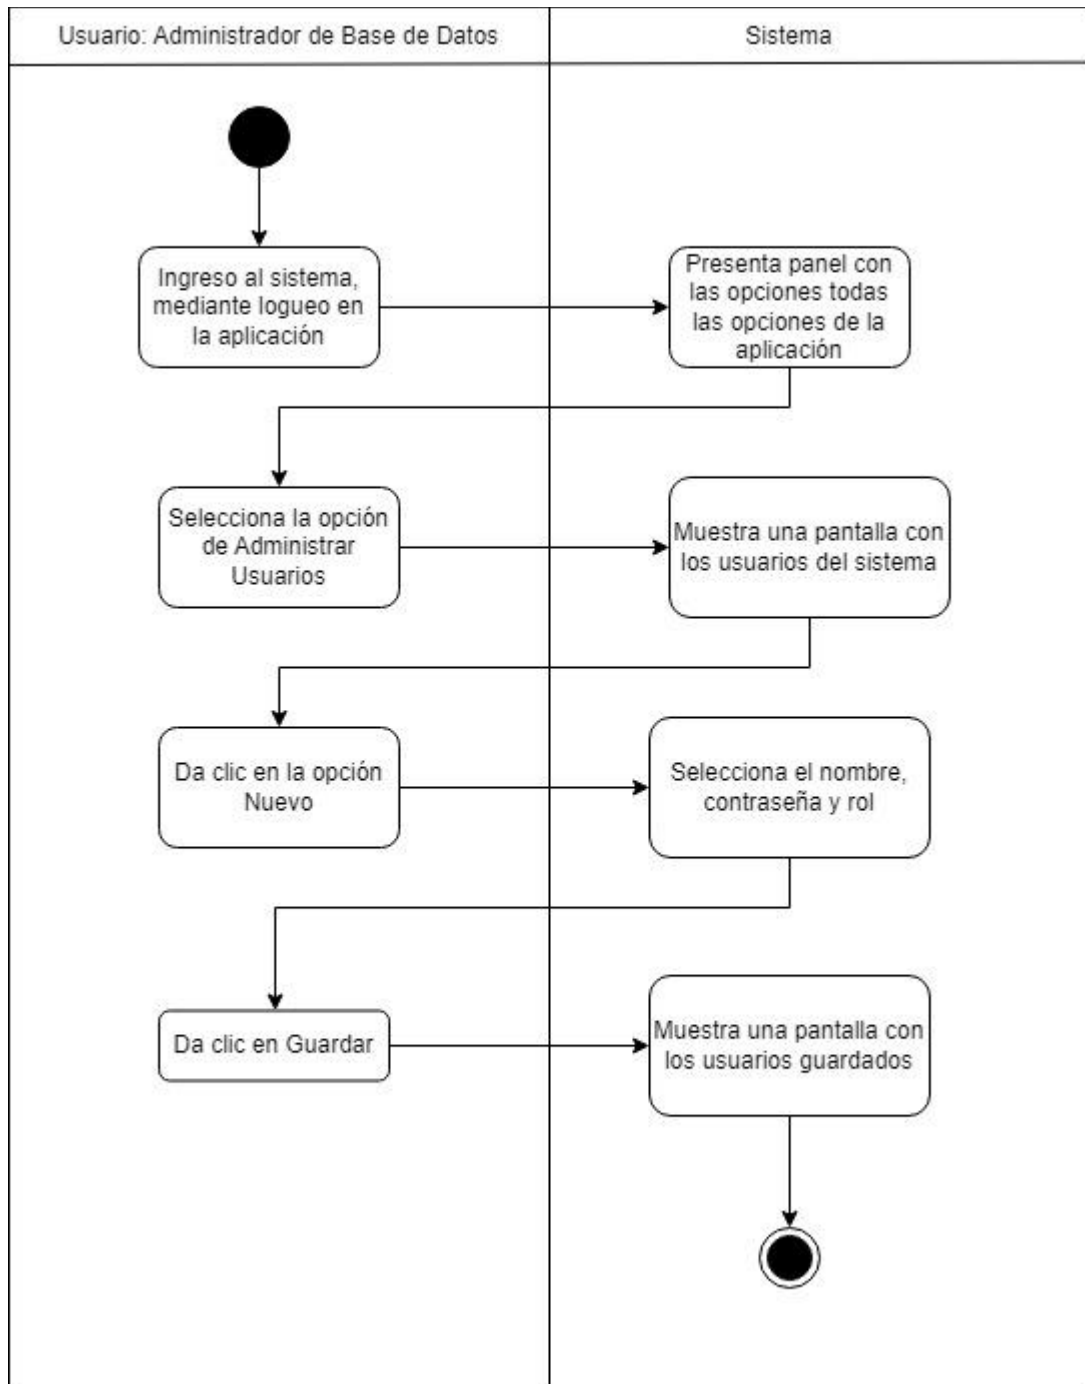 Usuario: Administrador de Base de Datos
Sistema
Ingreso al sistema,
mediante logueo en
la aplicación
Presenta panel con
las opciones todas
las opciones de la
aplicación
Selecciona la opción
de Administrar
Usuarios
Muestra una pantalla con
los usuarios del sistema
Da clic en la opción
Nuevo
Selecciona el nombre,
contraseña y rol
Da clic en Guardar
Muestra una pantalla con
los usuarios guardados